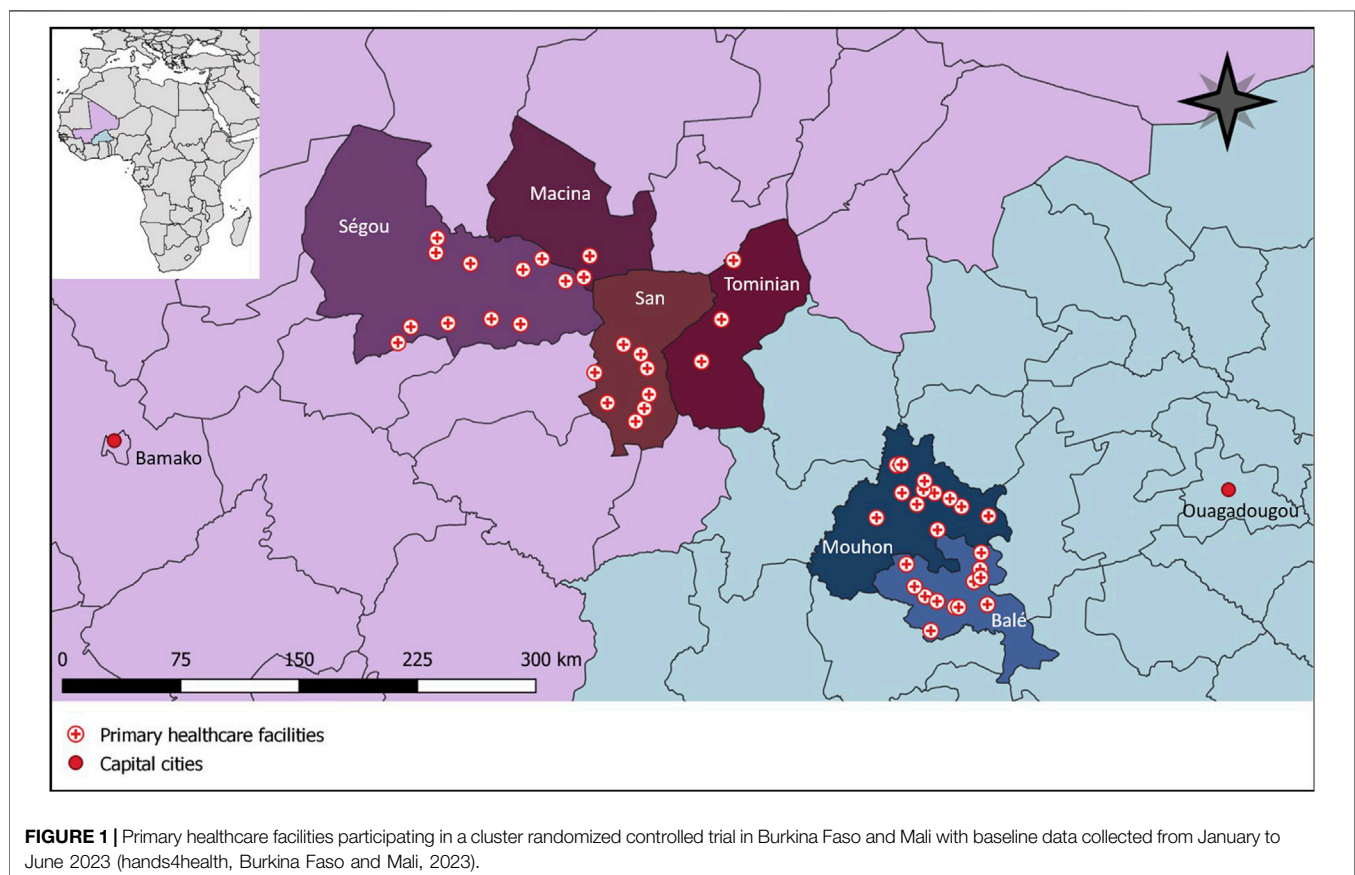 Macina
Ségou
Tominian
San
Bamako
Ouagadougou
Mouhon
Balé
0 75 150 225 300 km
Primary healthcare facilities
Capital cities
FIGURE 1 | Primary healthcare facilities participating in a cluster randomized controlled trial in Burkina Faso and Mali with baseline data collected from January to
June 2023 (hands4health, Burkina Faso and Mali, 2023).